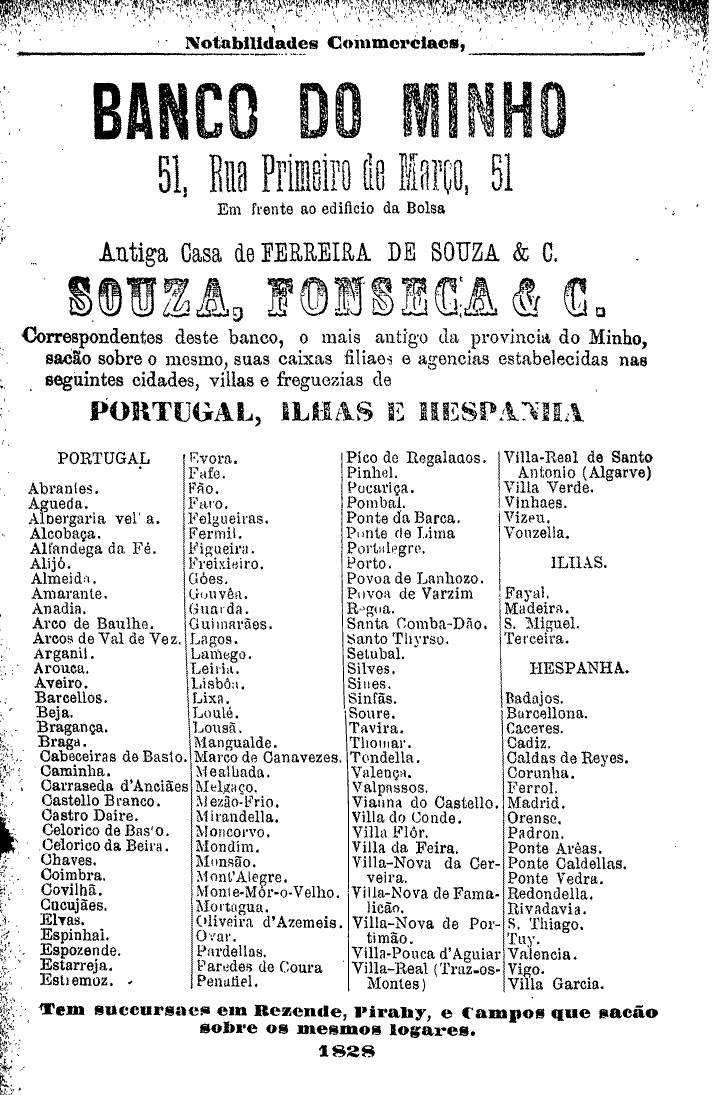 Notabilidades Commerciaes,
BANCO DO MINHO
51, Rua Primeiro de Março, 51
Em frente ao edificio da Bolsa
Antiga Casa de FERREIRA DE SOUZA & C.
SOUZA, FONSECA & C.
Correspondentes deste banco, o mais antigo da provincia do Minho,
sacão sobre o mesmo, suas caixas filiaes e agencias estabelecidas nas
seguintes cidades, villas e freguezias de
PORTUGAL, ILHAS E HESPANHA
PORTUGAL
Abrantes.
Agueda.
Albergaria vel a.
Alcobaça.
Alfandega da Fé.
Alijó.
Almeida.
Amarante.
Anadia.
Arco de Baulhe.
Arcos de Val de Vez.
Arganil.
Arouca.
Aveiro.
Barcellos.
Beja.
Bragança.
Braga.
Cabeceiras de Basto.
Caminha.
Carraseda d'Anciães
Castello Branco.
Castro Daire.
Celorico de Basto.
Celorico da Beira.
Chaves.
Coimbra.
Covilhã.
Cucujães.
Elvas.
Espinhal.
Espozende.
Estarreja.
Esthemoz.
Evora.
Fafe.
Fão.
Faro.
Felgueiras.
Fermil.
Figueira.
Freixieiro.
Góes.
Gouvêa.
Guarda.
Guimarães.
Lagos.
Lamego.
Leiria.
Lisbôa.
Lixa.
Loulé.
Lousã.
Mangualde.
Marco de Canavezes.
Mealhada.
Melgaço.
Mezão-Frio.
Mirandella.
Moncorvo.
Mondim.
Monsão.
Mont'Alegre.
Monte-Mór-o-Velho.
Mortagua.
Oliveira d'Azemeis.
Ovar.
Pardellas.
Paredes de Coura
Penafiel.
Pico de Regalados.
Pinhel.
Pocariça.
Pombal.
Ponte da Barca.
Ponte de Lima
Portalegre.
Porto.
Povoa de Lanhozo.
Povoa de Varzim
Regoa.
Santa Comba-Dão.
Santo Thyrso.
Setubal.
Silves.
Sines.
Sinfãs.
Soure.
Tavira.
Thomar.
Tondella.
Valença.
Valpassos.
Vianna do Castello.
Villa do Conde.
Villa Flôr.
Villa da Feira.
Villa-Nova da Cer-
veira.
Villa-Nova de Fama-
licão.
Villa-Nova de Por-
timão.
Villa-Pouca d'Aguiar
Villa-Real (Traz-os-
Montes)
Villa-Real de Santo
Antonio (Algarve)
Villa Verde.
Vinhaes.
Vizeu.
Vouzella.
ILHAS.
Fayal.
Madeira.
S. Miguel.
Terceira.
HESPANHA.
Badajos.
Barcellona.
Caceres.
Cadiz.
Caldas de Reyes.
Corunha.
Ferrol.
Madrid.
Orense.
Padron.
Ponte Arêas.
Ponte Caldellas.
Ponte Vedra.
Redondella.
Rivadavia.
S. Thiago.
Tuy.
Valencia.
Vigo.
Villa Garcia.
Tem succursaes em Rezende, Pirahy, e Campos que sacão
sobre os mesmos logares.
1828